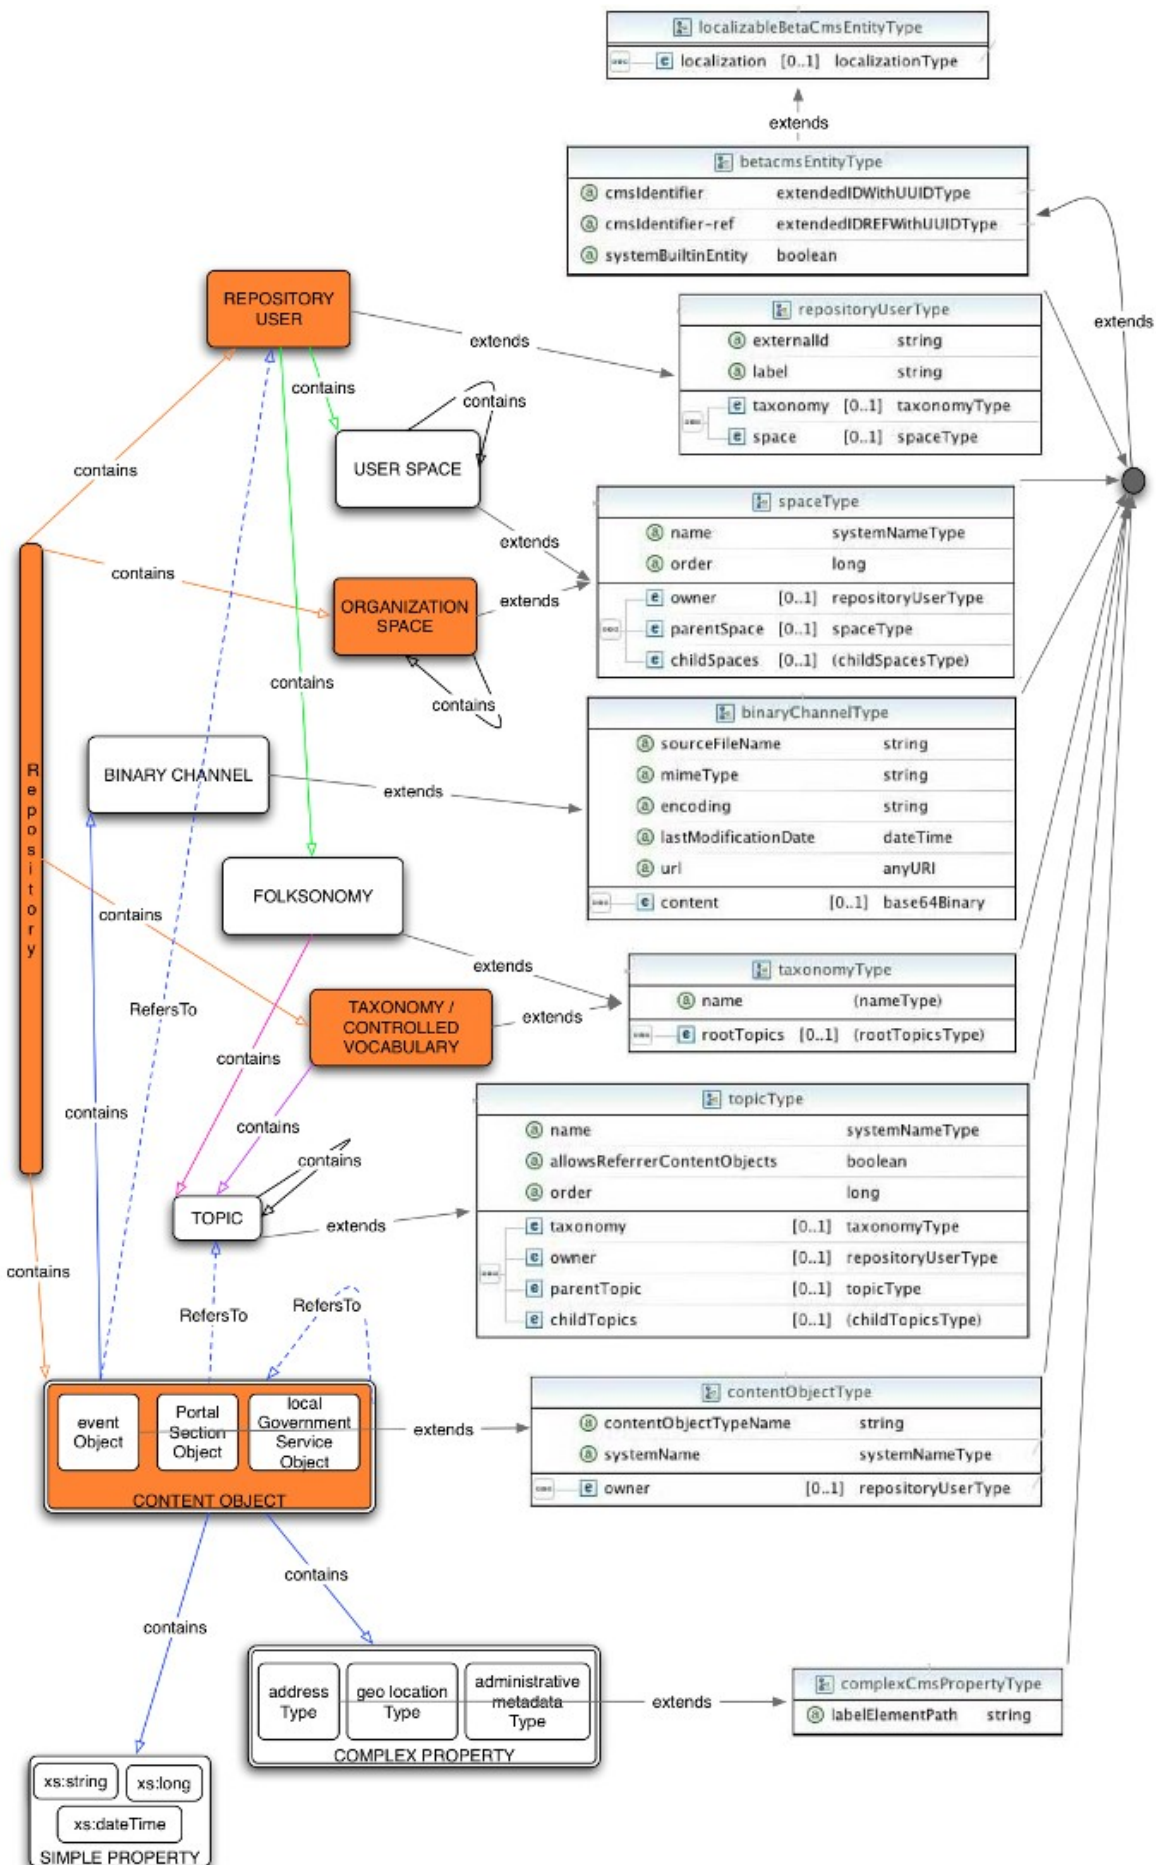 localizableBetaCmsEntityType
e localization [0..1] localizationType
extends
betacmsEntityType
a cmsIdentifier extendedIDWithUUIDType
a cmsIdentifier-ref extendedIDREFWithUUIDType
a systemBuiltinEntity boolean
extends
REPOSITORY
USER
extends
repositoryUserType
a externalId string
a label string
e taxonomy [0..1] taxonomyType
e space [0..1] spaceType
contains
contains
contains
USER SPACE
extends
spaceType
a name systemNameType
a order long
e owner [0..1] repositoryUserType
e parentSpace [0..1] spaceType
e childSpaces [0..1] (childSpacesType)
contains
ORGANIZATION
SPACE
extends
contains
contains
Repository
BINARY CHANNEL
extends
binaryChannelType
a sourceFileName string
a mimeType string
a encoding string
a lastModificationDate dateTime
a url anyURI
e content [0..1] base64Binary
FOLKSONOMY
contains
extends
taxonomyType
a name (nameType)
e rootTopics [0..1] (rootTopicsType)
RefersTo
TAXONOMY /
CONTROLLED
VOCABULARY
extends
contains
contains
contains
contains
TOPIC
extends
topicType
a name systemNameType
a allowsReferrerContentObjects boolean
a order long
e taxonomy [0..1] taxonomyType
e owner [0..1] repositoryUserType
e parentTopic [0..1] topicType
e childTopics [0..1] (childTopicsType)
contains
RefersTo
RefersTo
event
Object
Portal
Section
Object
local
Government
Service
Object
CONTENT OBJECT
extends
contentObjectType
a contentObjectTypeName string
a systemName systemNameType
e owner [0..1] repositoryUserType
contains
contains
address
Type
geo location
Type
administrative
metadata
Type
COMPLEX PROPERTY
extends
complexCmsPropertyType
a labelElementPath string
xs:string
xs:long
xs:dateTime
SIMPLE PROPERTY